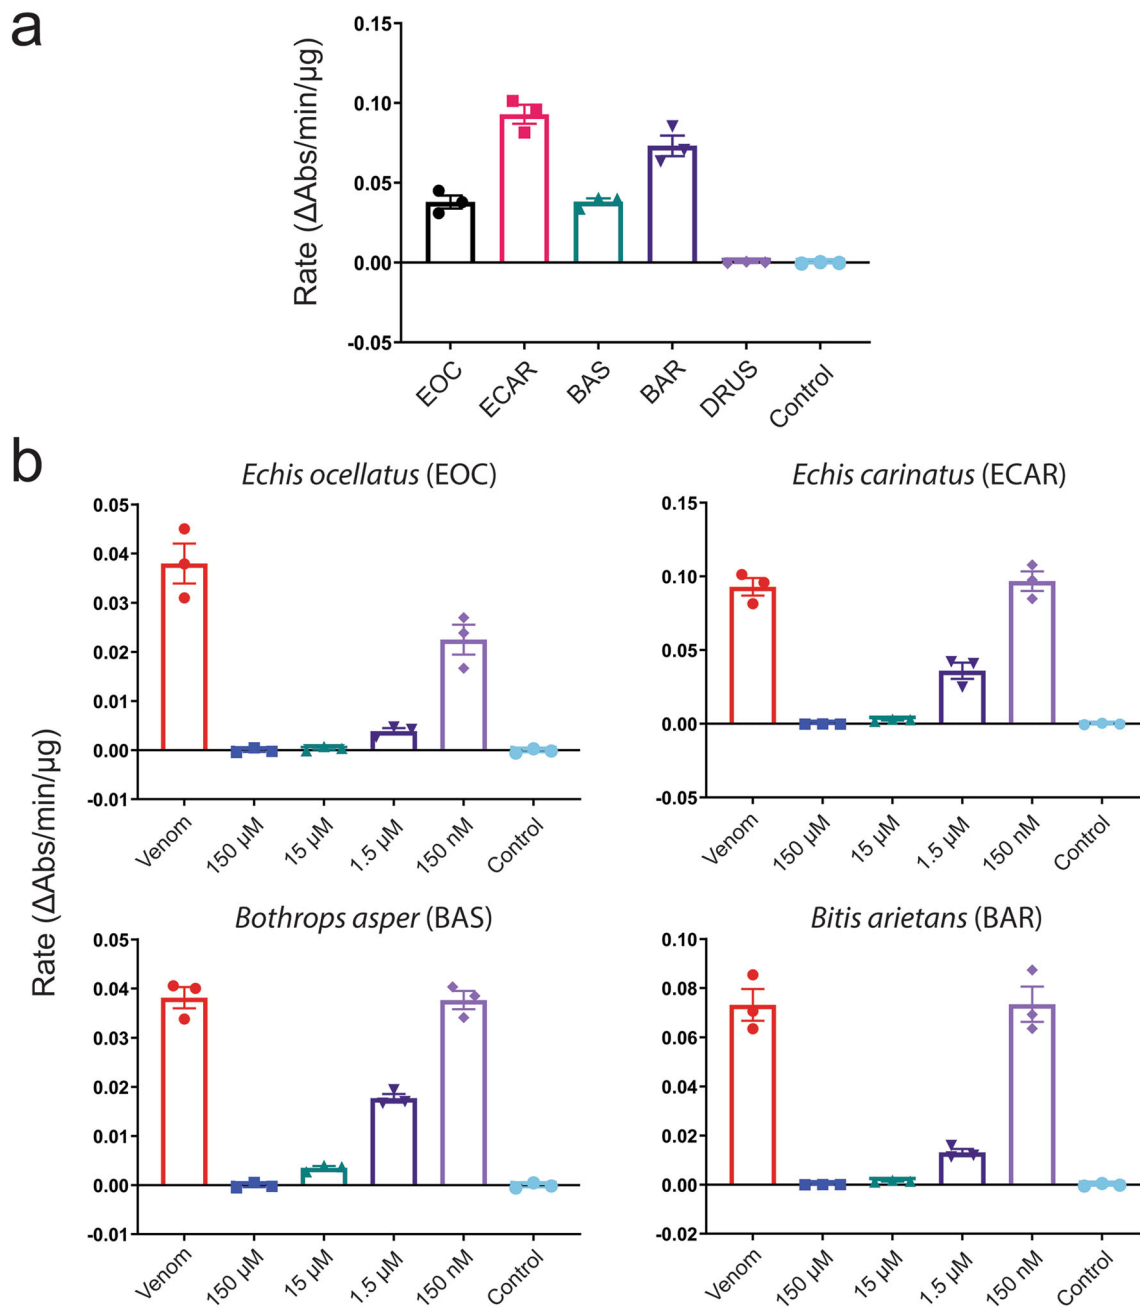 a
Rate (ΔAbs/min/µg)
0.15
0.10
0.05
0.00
-0.05
EOC
ECAR
BAS
BAR
DRUS
Control
b
Rate (ΔAbs/min/µg)
Echis ocellatus (EOC)
0.05
0.04
0.03
0.02
0.01
0.00
-0.01
Venom
150 µM
15 µM
1.5 µM
150 nM
Control
Echis carinatus (ECAR)
0.15
0.10
0.05
0.00
-0.05
Venom
150 µM
15 µM
1.5 µM
150 nM
Control
Bothrops asper (BAS)
0.05
0.04
0.03
0.02
0.01
0.00
-0.01
Venom
150 µM
15 µM
1.5 µM
150 nM
Control
Bitis arietans (BAR)
0.10
0.08
0.06
0.04
0.02
0.00
-0.02
Venom
150 µM
15 µM
1.5 µM
150 nM
Control